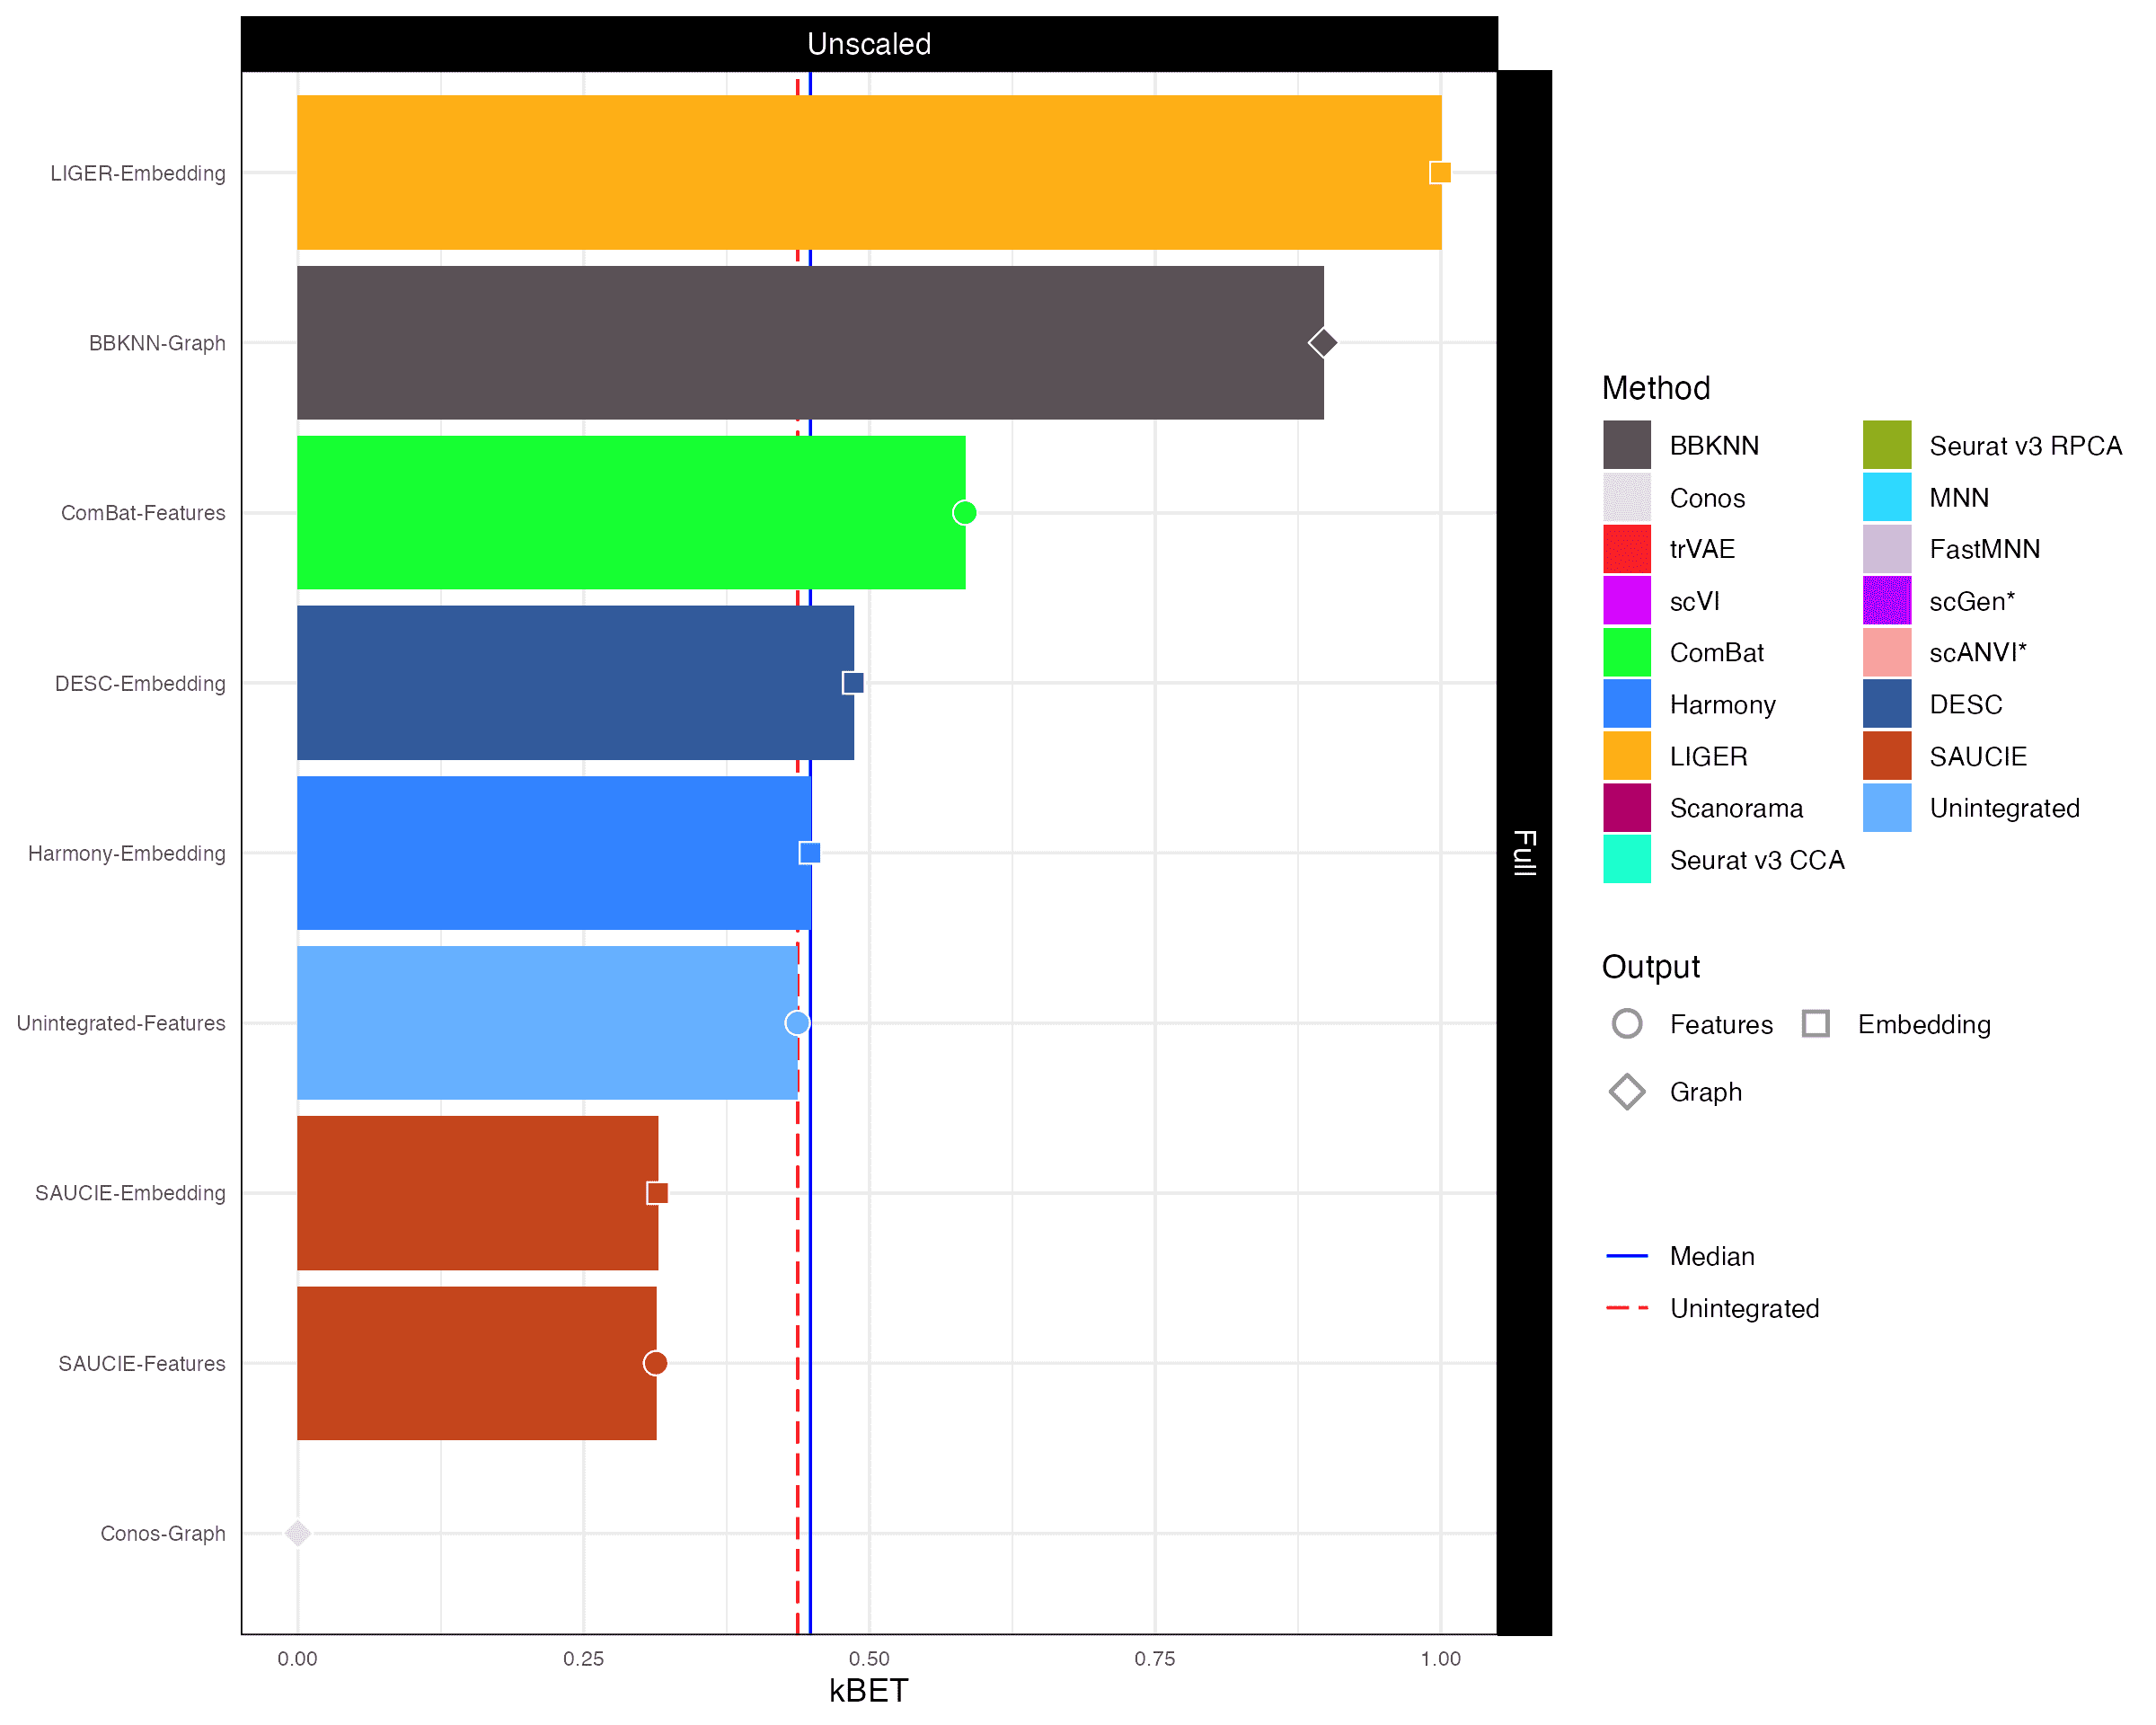 Unscaled
Full
LIGER-Embedding
BBKNN-Graph
ComBat-Features
DESC-Embedding
Harmony-Embedding
Unintegrated-Features
SAUCIE-Embedding
SAUCIE-Features
Conos-Graph
0.00 0.25 0.50 0.75 1.00
kBET
Method
BBKNN
Conos
trVAE
scVI
ComBat
Harmony
LIGER
Scanorama
Seurat v3 CCA
Seurat v3 RPCA
MNN
FastMNN
scGen*
scANVI*
DESC
SAUCIE
Unintegrated
Output
Features Embedding
Graph
Median
Unintegrated